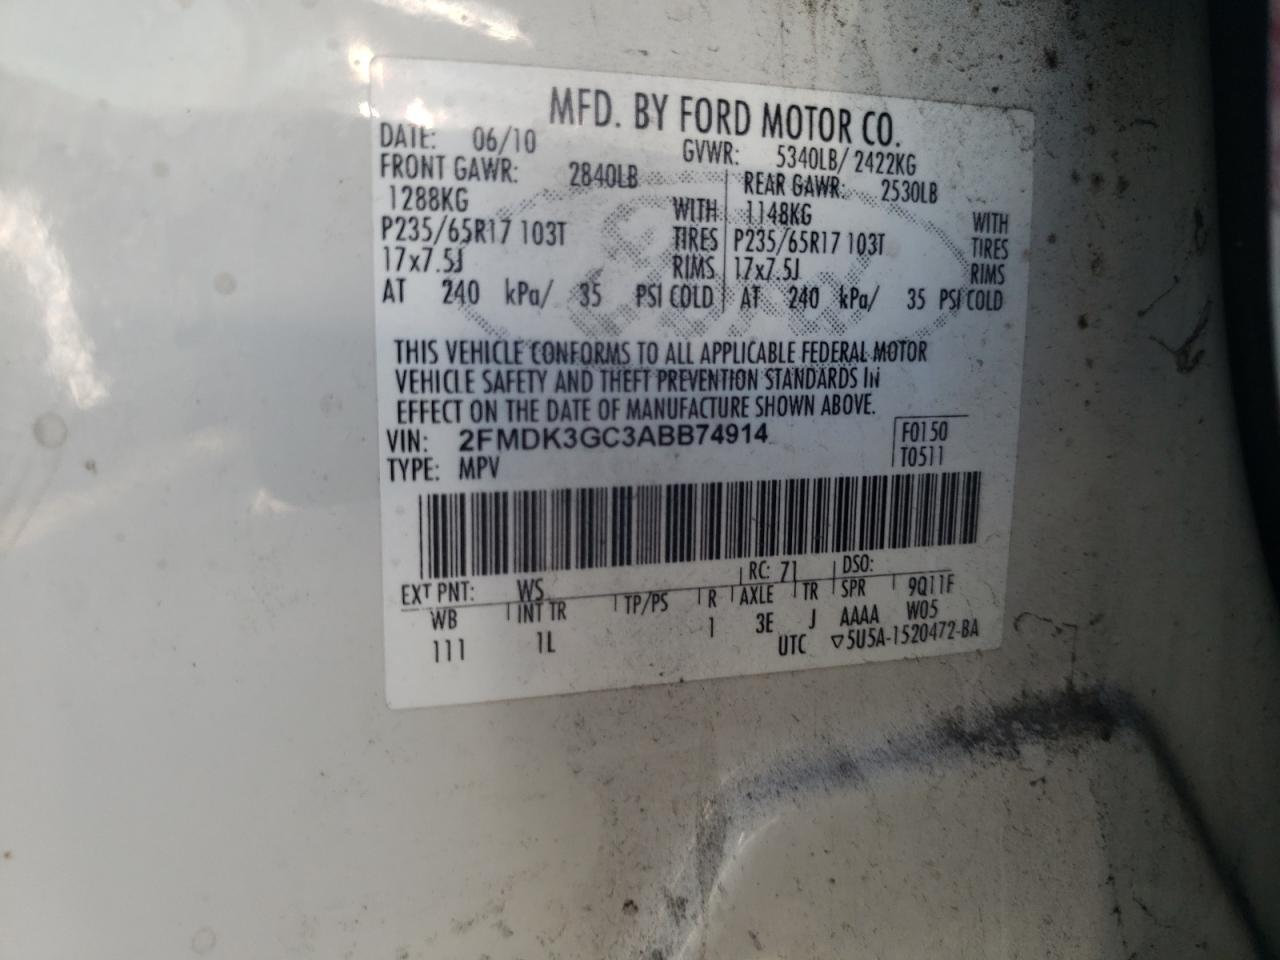 MFD. BY FORD MOTOR CO.
DATE: 06/10 GVWR: 5340LB/ 2422KG
FRONT GAWR: 2840LB REAR GAWR: 2530LB
1288KG WITH 1148KG WITH
P235/65R17 103T TIRES P235/65R17 103T TIRES
17x7.5J RIMS 17x7.5J RIMS
AT 240 kPa/ 35 PSI COLD AT 240 kPa/ 35 PSI COLD
THIS VEHICLE CONFORMS TO ALL APPLICABLE FEDERAL MOTOR
VEHICLE SAFETY AND THEFT PREVENTION STANDARDS IN
EFFECT ON THE DATE OF MANUFACTURE SHOWN ABOVE.
VIN: 2FMDK3GC3ABB74914 F0150
TYPE: MPV T0511
EXT PNT: WS RC: 71 DSO:
WB INT TR TP/PS R AXLE TR SPR 9Q11F
111 1L 1 3E J AAAA W05
UTC ▽5U5A-1520472-BA